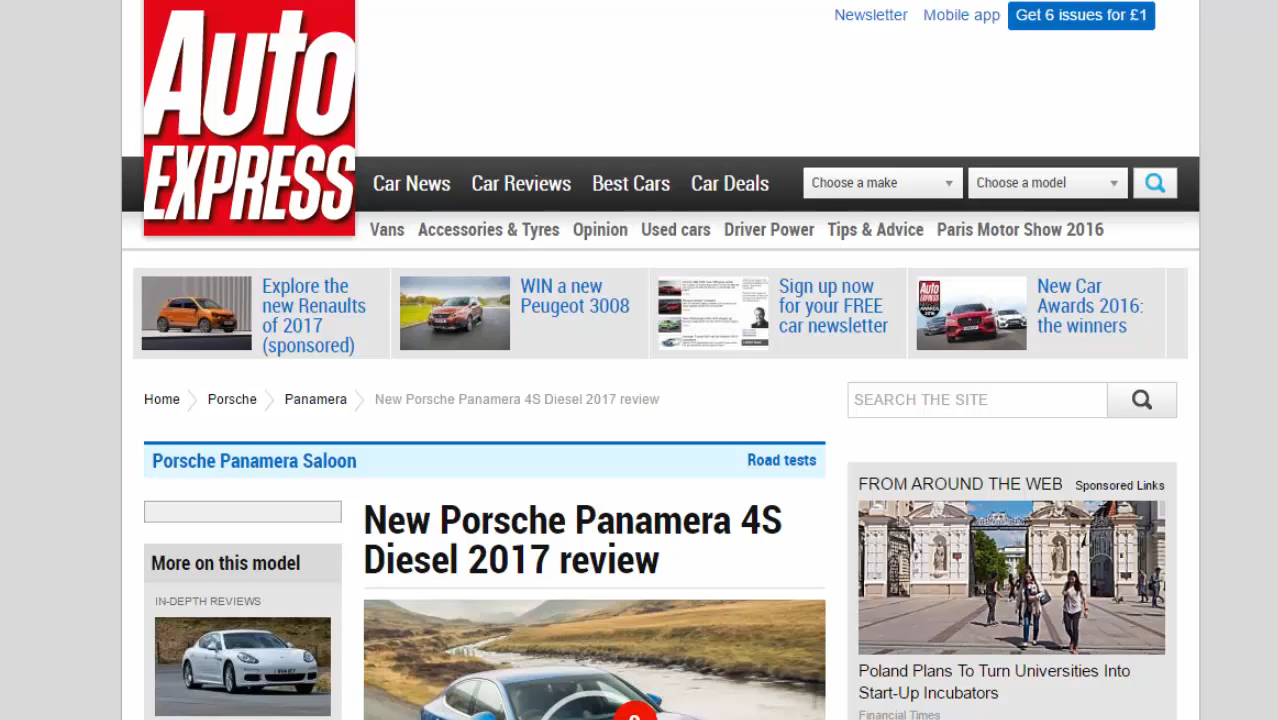 Newsletter
Mobile app
Get 6 issues for £1
Auto
EXPRESS
Car News
Car Reviews
Best Cars
Car Deals
Choose a make
Choose a model
Vans
Accessories & Tyres
Opinion
Used cars
Driver Power
Tips & Advice
Paris Motor Show 2016
Explore the
new Renaults
of 2017
(sponsored)
WIN a new
Peugeot 3008
Sign up now
for your FREE
car newsletter
New Car
Awards 2016:
the winners
Home
Porsche
Panamera
New Porsche Panamera 4S Diesel 2017 review
SEARCH THE SITE
Porsche Panamera Saloon
Road tests
FROM AROUND THE WEB
Sponsored Links
New Porsche Panamera 4S
Diesel 2017 review
More on this model
IN-DEPTH REVIEWS
Poland Plans To Turn Universities Into
Start-Up Incubators
Financial Times